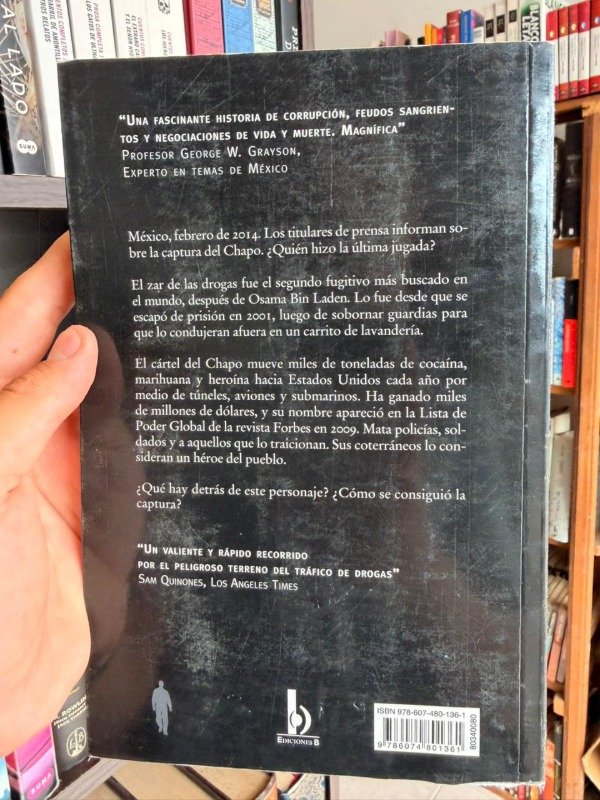 “UNA FASCINANTE HISTORIA DE CORRUPCIÓN, FEUDOS SANGRIEN-
TOS Y NEGOCIACIONES DE VIDA Y MUERTE. MAGNÍFICA”
PROFESOR GEORGE W. GRAYSON,
EXPERTO EN TEMAS DE MÉXICO
México, febrero de 2014. Los titulares de prensa informan so-
bre la captura del Chapo. ¿Quién hizo la última jugada?
El zar de las drogas fue el segundo fugitivo más buscado en
el mundo, después de Osama Bin Laden. Lo fue desde que se
escapó de prisión en 2001, luego de sobornar guardias para
que lo condujeran afuera en un carrito de lavandería.
El cártel del Chapo mueve miles de toneladas de cocaína,
marihuana y heroína hacia Estados Unidos cada año por
medio de túneles, aviones y submarinos. Ha ganado miles
de millones de dólares, y su nombre apareció en la Lista de
Poder Global de la revista Forbes en 2009. Mata policías, sol-
dados y a aquellos que lo traicionan. Sus coterráneos lo co-
nsideran un héroe del pueblo.
¿Qué hay detrás de este personaje? ¿Cómo se consiguió la
captura?
“UN VALIENTE Y RÁPIDO RECORRIDO
POR EL PELIGROSO TERRENO DEL TRÁFICO DE DROGAS”
SAM QUINONES, LOS ANGELES TIMES
b
EDICIONES B
ISBN 978-607-480-136-1
9786074801361
80340080
AL LADO
SUMA
SUMA